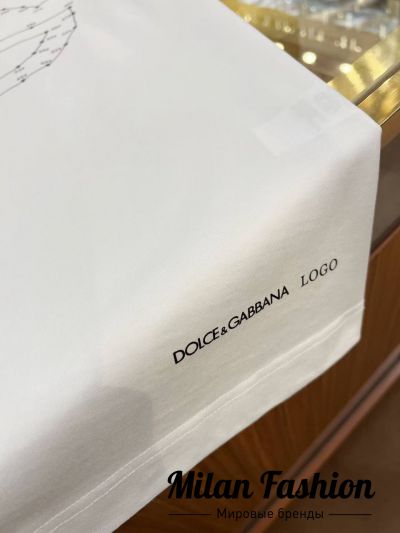 DOLCE & GABBANA LOGO
Milan Fashion
Мировые бренды